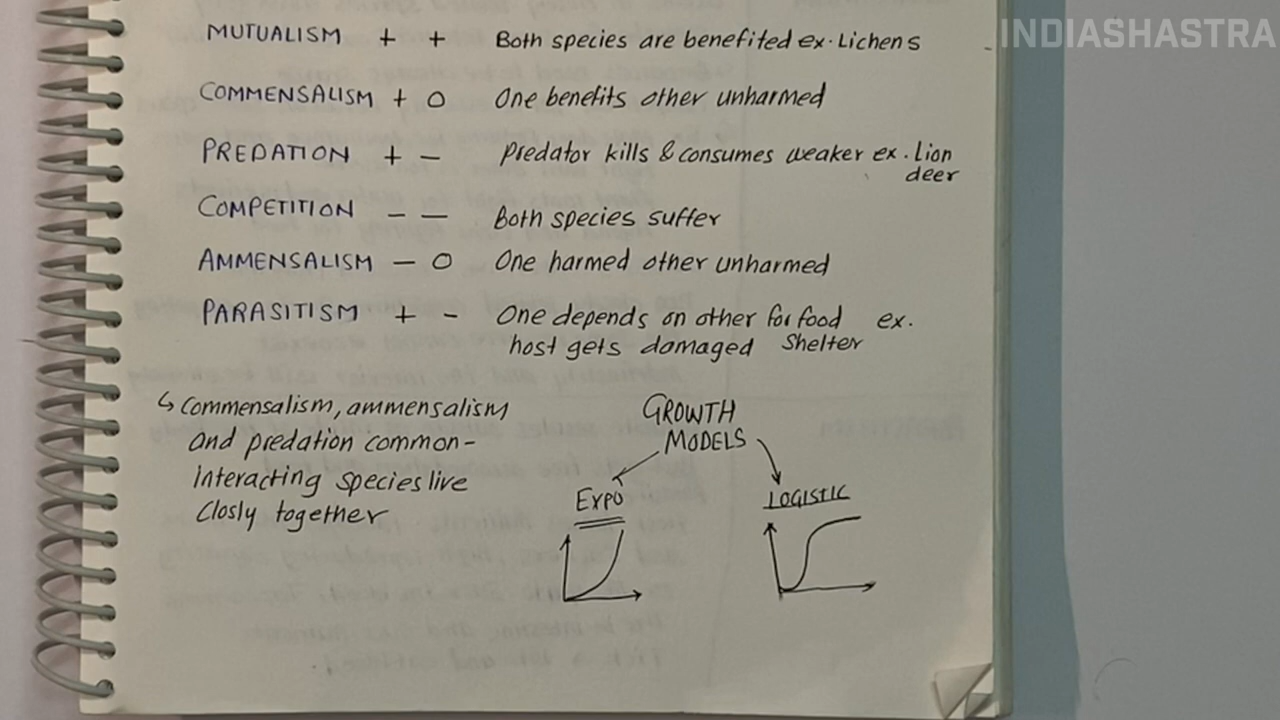 INDIASHASTRA
MUTUALISM + + Both species are benefited ex. Lichens
COMMENSALISM + O One benefits other unharmed
PREDATION + - Predator kills & consumes weaker ex. Lion
deer
COMPETITION - - Both species suffer
AMMENSALISM - O One harmed other unharmed
PARASITISM + - One depends on other for food ex.
host gets damaged Shelter
↳ Commensalism, ammensalism
and predation common-
interacting species live
Closly together
GROWTH
MODELS
EXPO
LOGISTIC